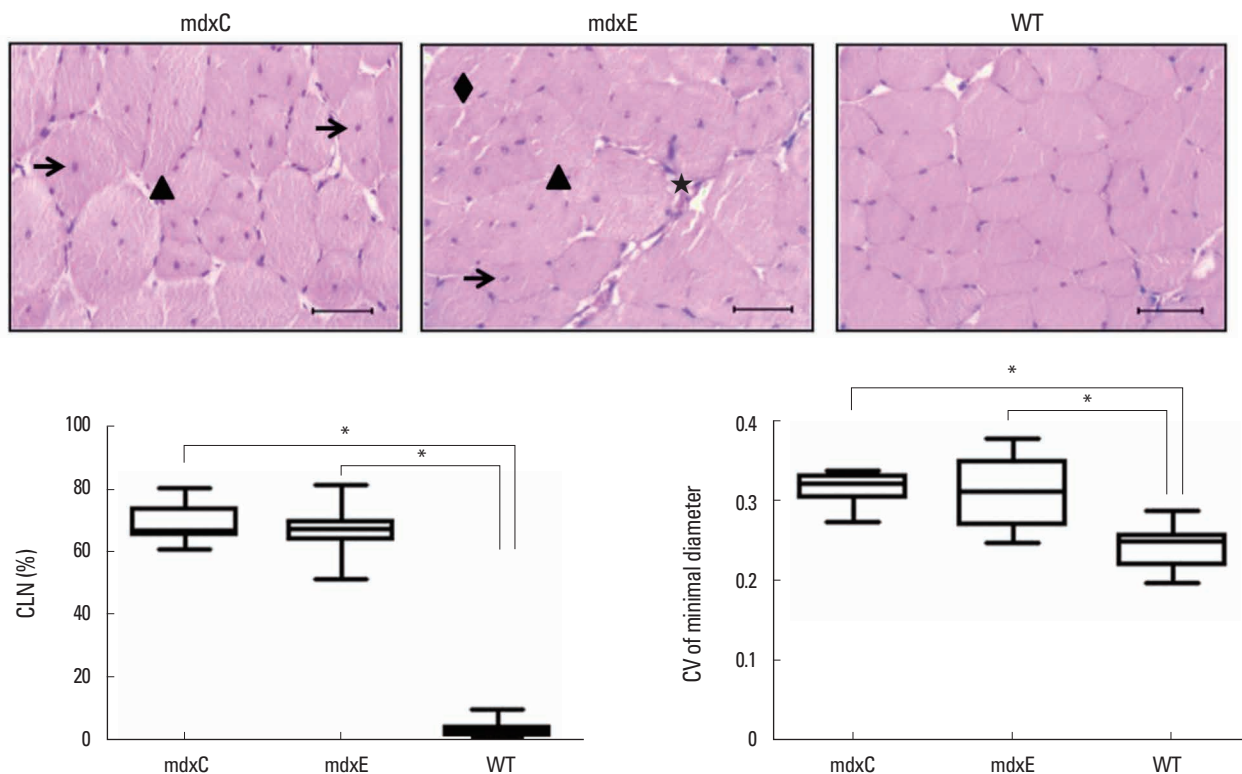 mdxC
mdxE
WT
CLN (%)
100
80
60
40
20
0
*
*
mdxC
mdxE
WT
CV of minimal diameter
0.4
0.3
0.2
0.1
0
*
*
mdxC
mdxE
WT